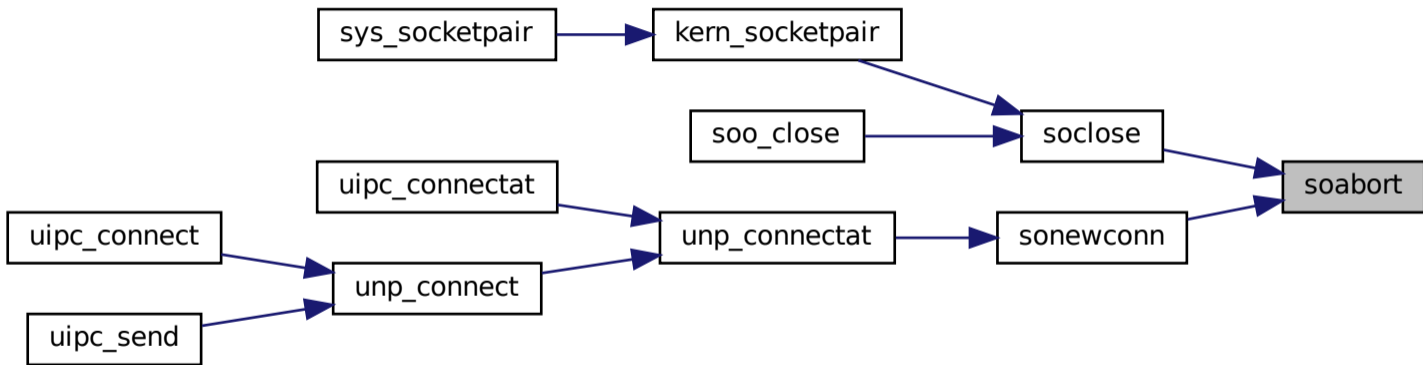 sys_socketpair
kern_socketpair
soo_close
soclose
uipc_connectat
soabort
uipc_connect
unp_connectat
sonewconn
unp_connect
uipc_send